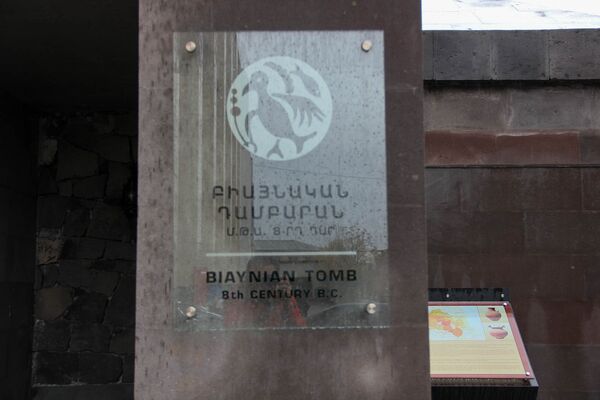 ԲԻԱՅՆԱԿԱՆ
ԴԱՄԲԱՐԱՆ
Մ.Թ.Ա. 8-ՐԴ ԴԱՐ
BIAYNIAN TOMB
8th CENTURY B.C.